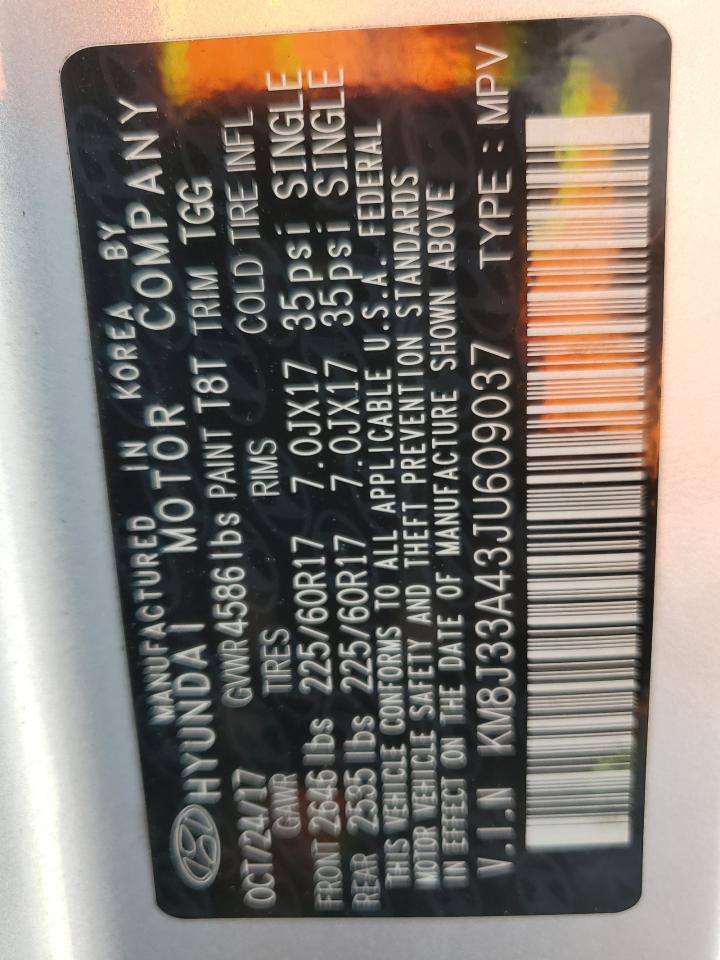 MANUFACTURED IN KOREA BY
HYUNDAI MOTOR COMPANY
OCT/24/17 GVWR 4586 lbs PAINT T8T TRIM TGG
GAWR TIRES RIMS COLD TIRE INFL
FRONT 2646 lbs 225/60R17 7.0JX17 35psi SINGLE
REAR 2535 lbs 225/60R17 7.0JX17 35psi SINGLE
THIS VEHICLE CONFORMS TO ALL APPLICABLE U.S.A. FEDERAL
MOTOR VEHICLE SAFETY AND THEFT PREVENTION STANDARDS
IN EFFECT ON THE DATE OF MANUFACTURE SHOWN ABOVE
V.I.N KM8J33A43JU609037 TYPE : MPV